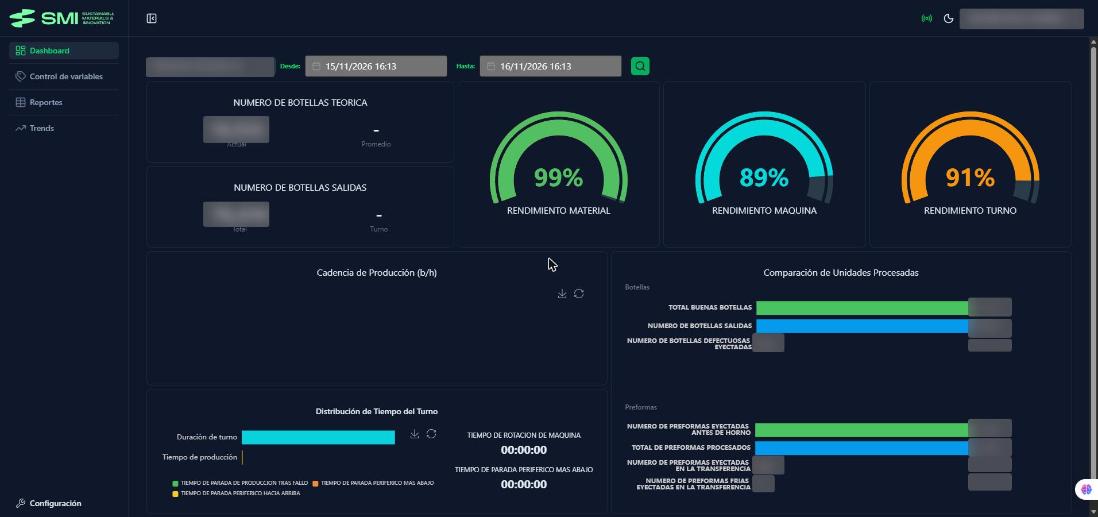 SMI SUSTAINABLE MATERIALS & INNOVATION
Dashboard
Control de variables
Reportes
Trends
Configuración
Desde: 15/11/2026 16:13 Hasta: 16/11/2026 16:13
NUMERO DE BOTELLAS TEORICA
-
Actual Promedio
NUMERO DE BOTELLAS SALIDAS
-
Total Turno
99%
RENDIMIENTO MATERIAL
89%
RENDIMIENTO MAQUINA
91%
RENDIMIENTO TURNO
Cadencia de Producción (b/h)
Distribución de Tiempo del Turno
Duración de turno
Tiempo de producción
TIEMPO DE PARADA DE PRODUCCION TRAS FALLO TIEMPO DE PARADA PERIFERICO MAS ABAJO
TIEMPO DE PARADA PERIFERICO HACIA ARRIBA
TIEMPO DE ROTACION DE MAQUINA
00:00:00
TIEMPO DE PARADA PERIFERICO MAS ABAJO
00:00:00
Comparación de Unidades Procesadas
Botellas
TOTAL BUENAS BOTELLAS
NUMERO DE BOTELLAS SALIDAS
NUMERO DE BOTELLAS DEFECTUOSAS
EYECTADAS
Preformas
NUMERO DE PREFORMAS EYECTADAS
ANTES DE HORNO
TOTAL DE PREFORMAS PROCESADOS
NUMERO DE PREFORMAS EYECTADAS
EN LA TRANSFERENCIA
NUMERO DE PREFORMAS FRIAS
EYECTADAS EN LA TRANSFERENCIA